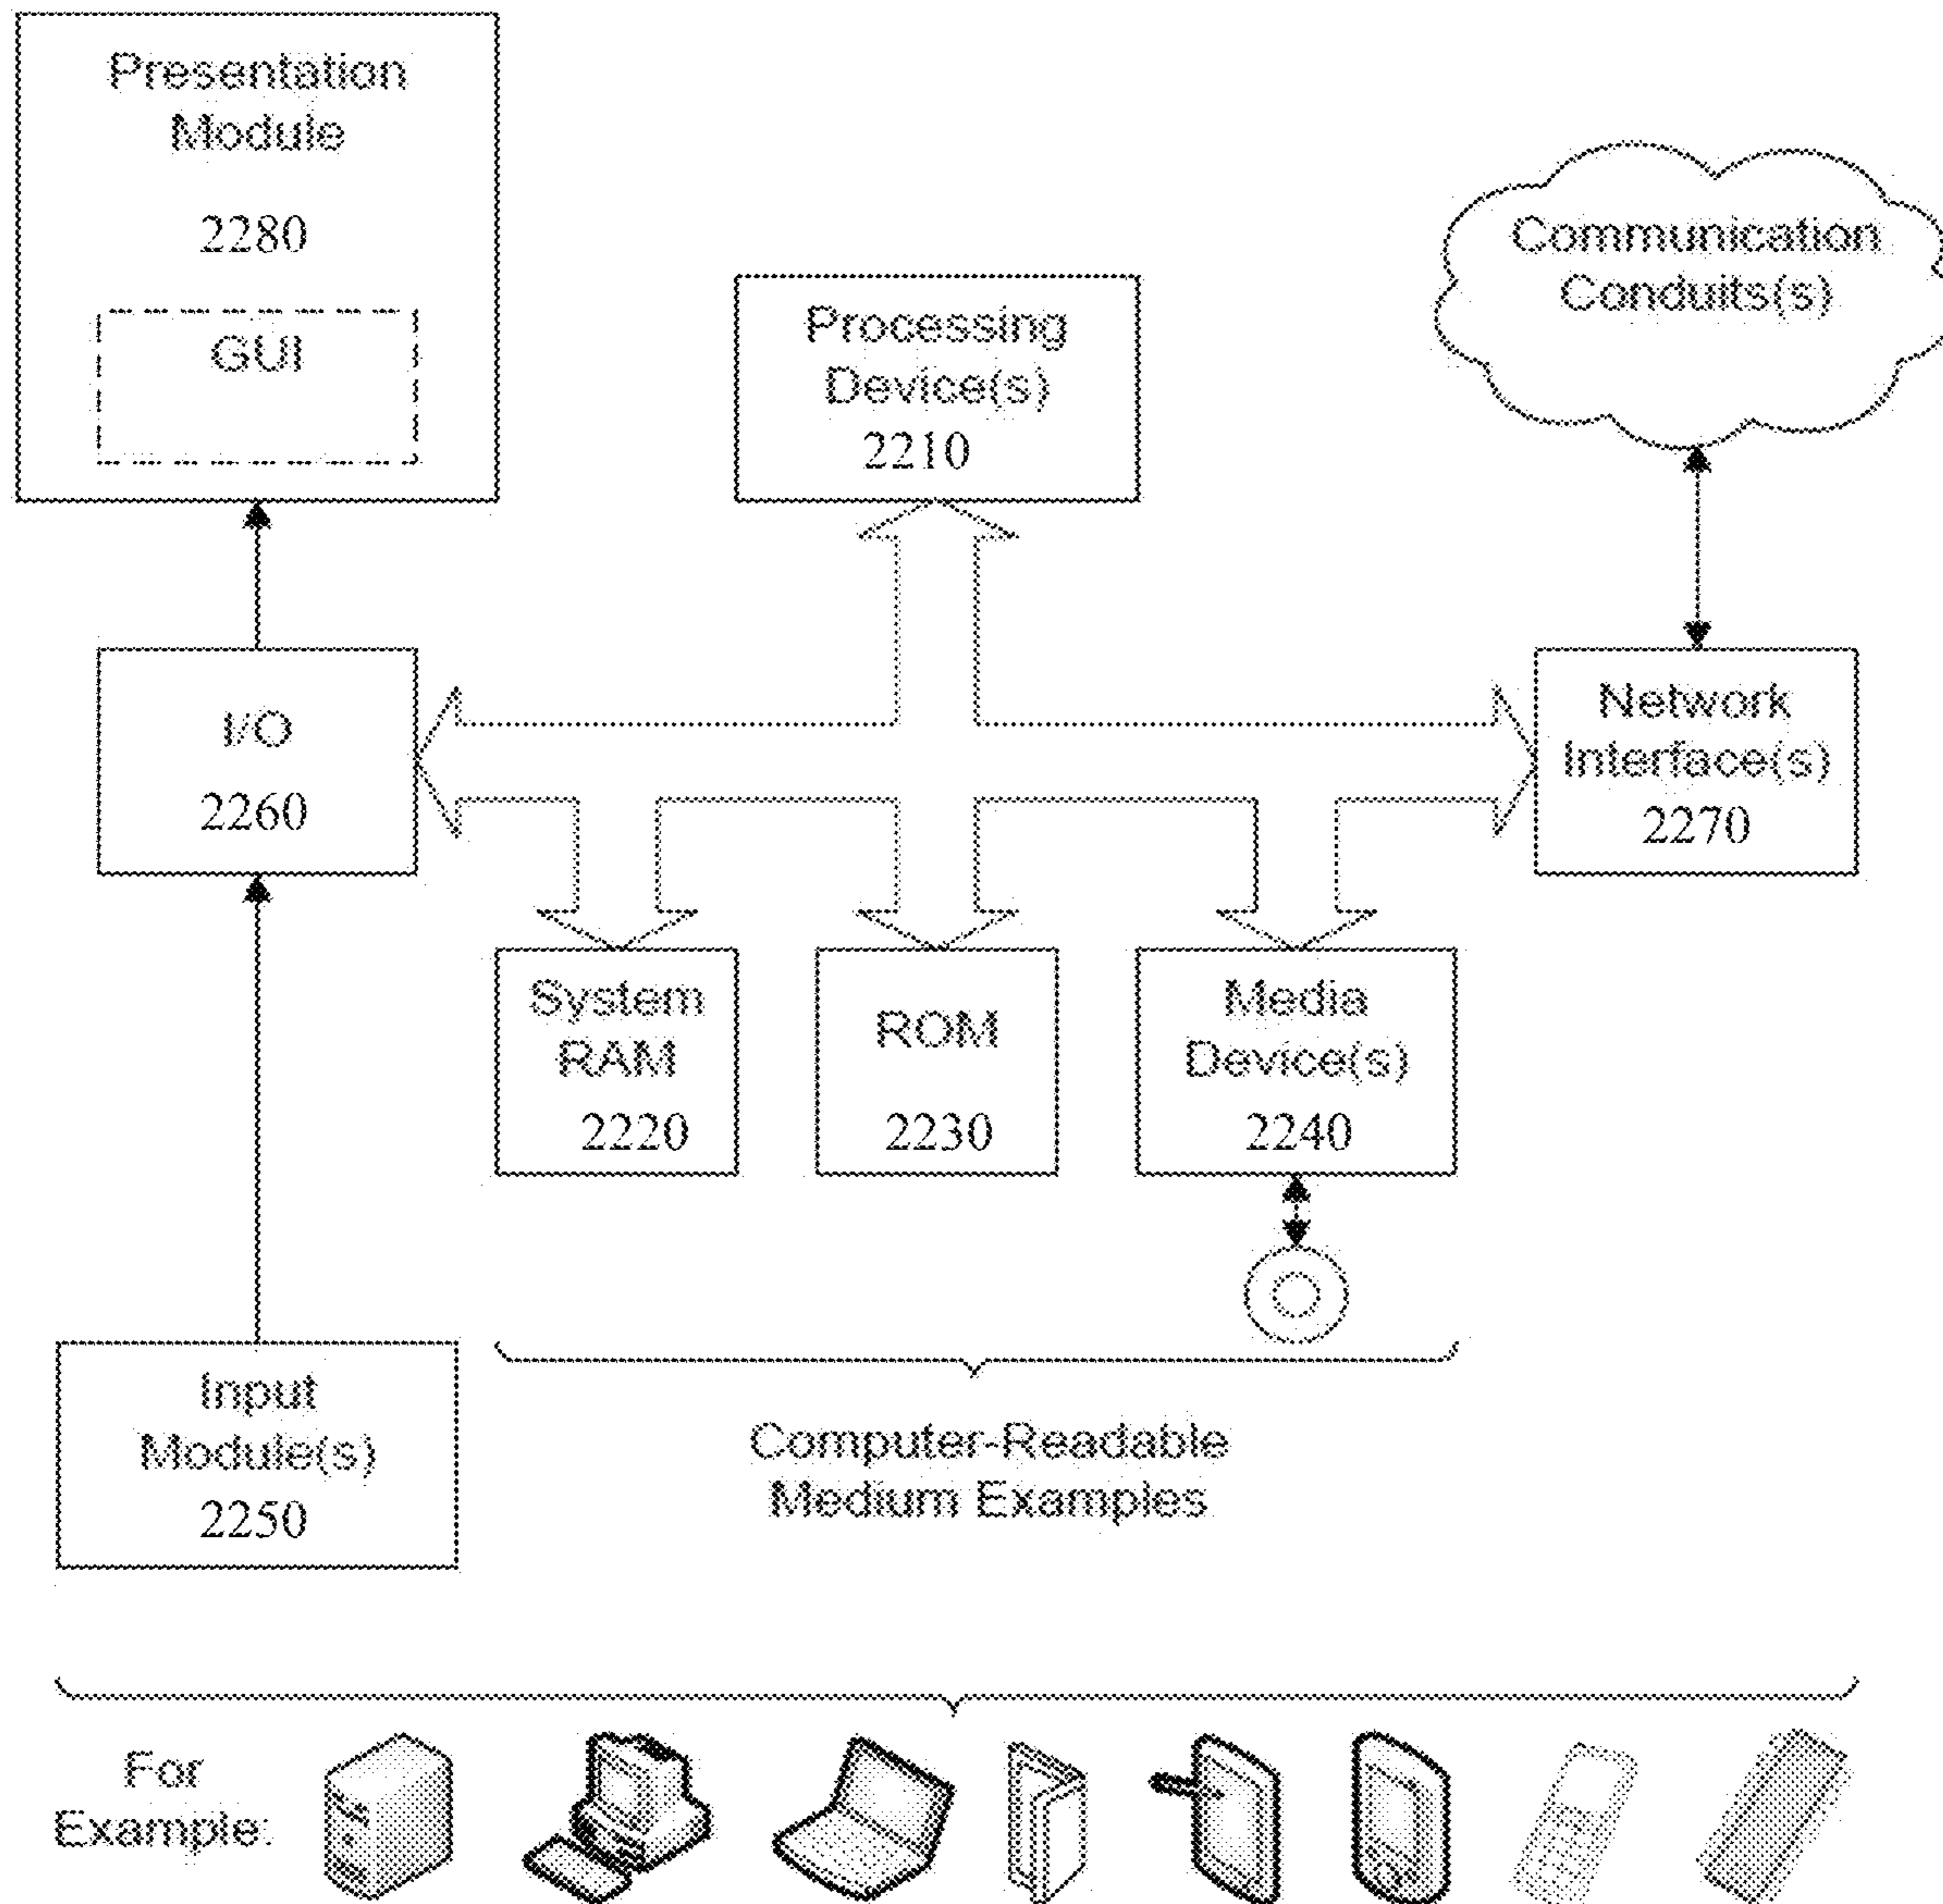 Presentation
Module
2280
GUI
Processing
Device(s)
2210
Communication
Conduits(s)
I/O
2260
Network
Interface(s)
2270
System
RAM
2220
ROM
2230
Media
Device(s)
2240
Input
Module(s)
2250
Computer-Readable
Medium Examples
For
Example: